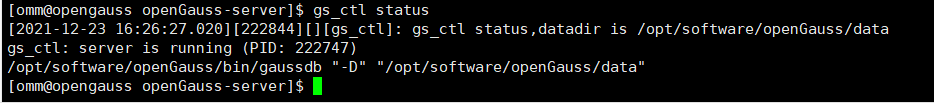 [omm@opengauss openGauss-server]$ gs_ctl status
[2021-12-23 16:26:27.020][222844][][gs_ctl]: gs_ctl status,datadir is /opt/software/openGauss/data
gs_ctl: server is running (PID: 222747)
/opt/software/openGauss/bin/gaussdb "-D" "/opt/software/openGauss/data"
[omm@opengauss openGauss-server]$